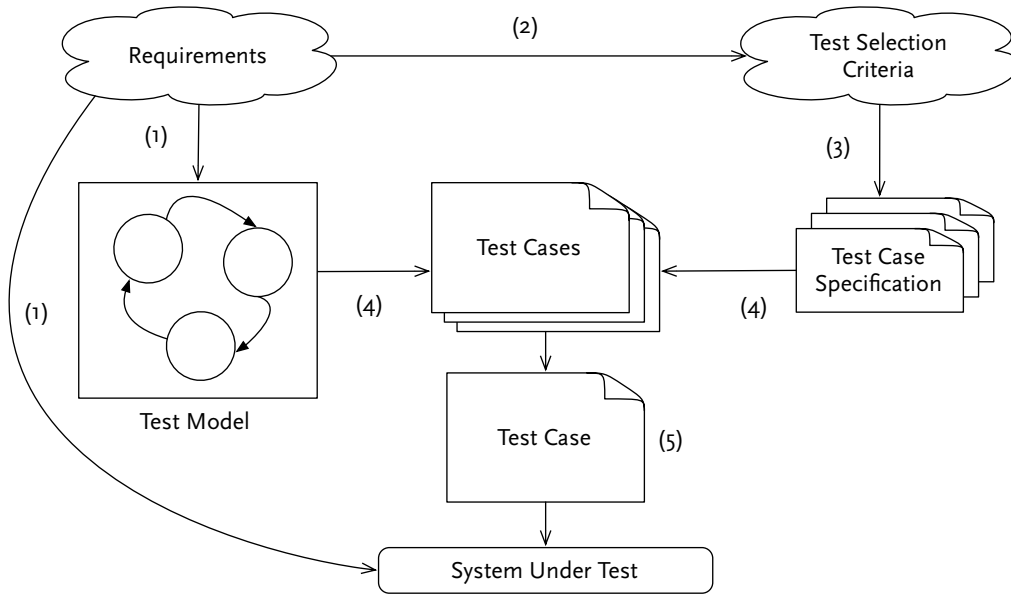 Requirements
(2)
Test Selection
Criteria
(1)
(3)
Test Cases
Test Case
Specification
(1)
(4)
(4)
Test Model
Test Case
(5)
System Under Test